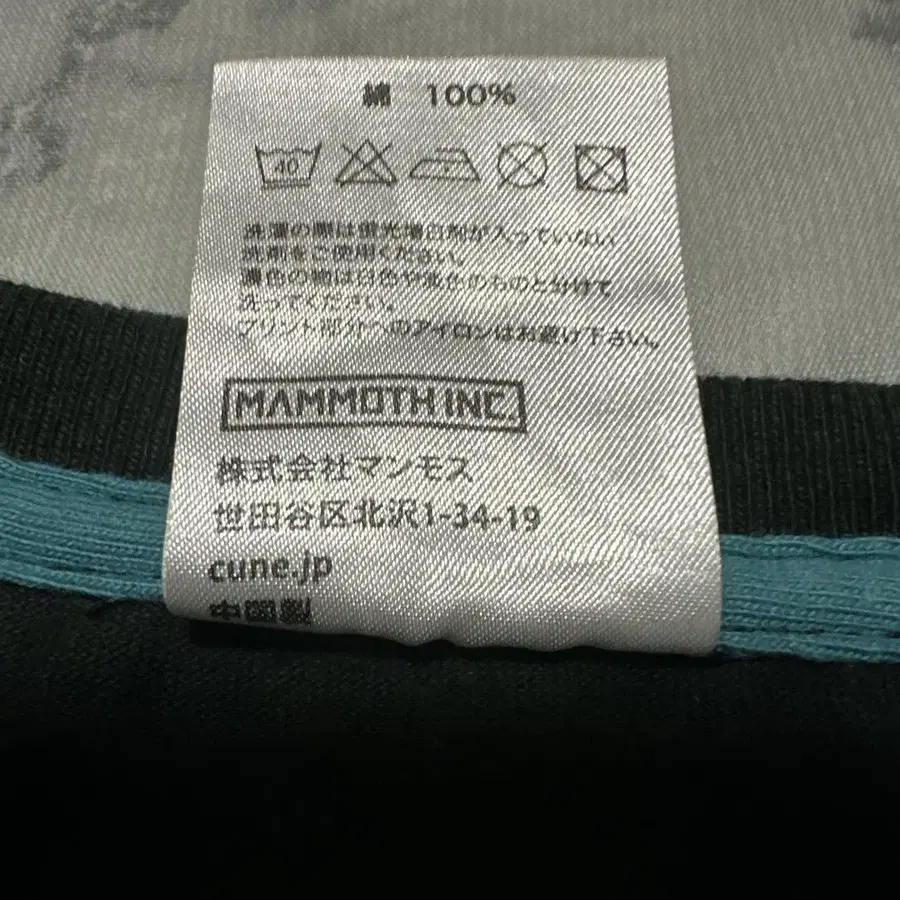 綿 100%
40
洗濯の際は蛍光増白剤が入っていない
洗剤をご使用ください。
濃色の物は白色や淡色のものと分けて
洗ってください。
プリント部分へのアイロンはお避け下さい。
MAMMOTH INC.
株式会社マンモス
世田谷区北沢1-34-19
cune.jp
中国製